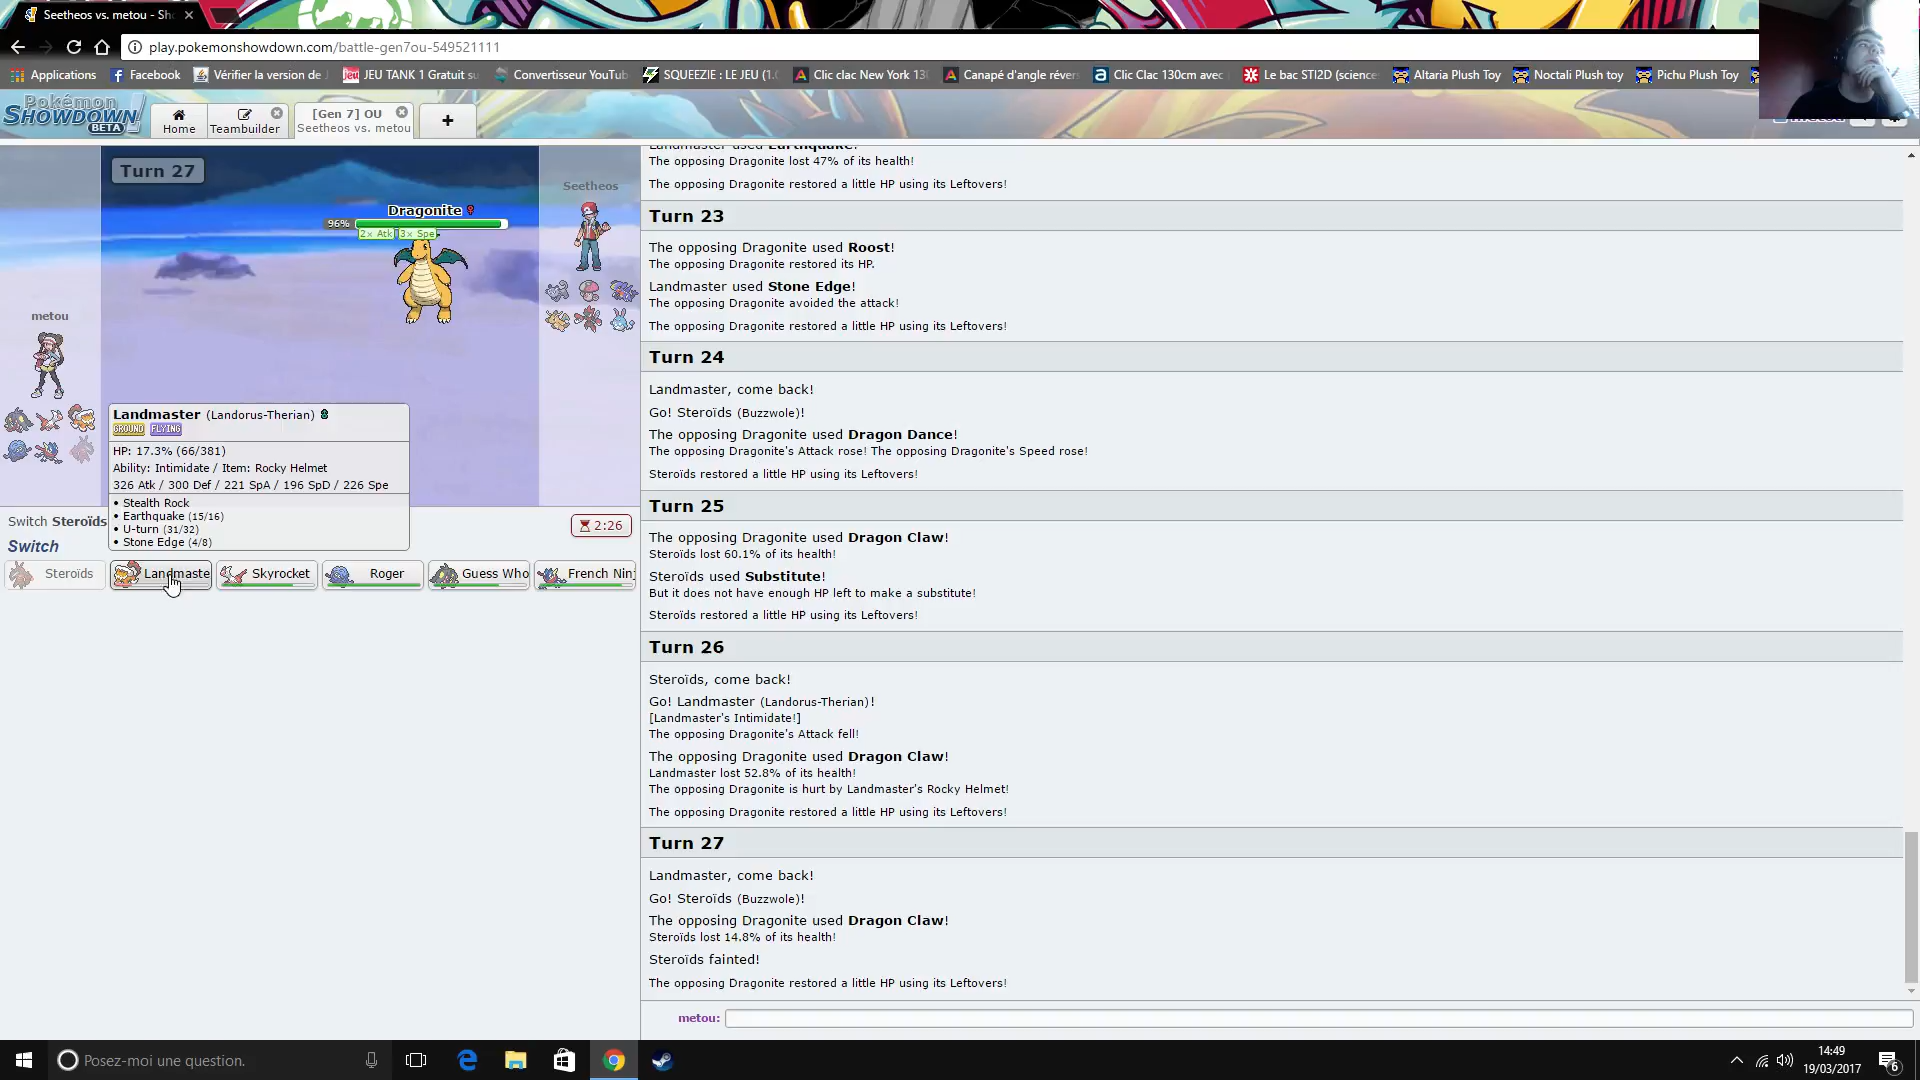 Seetheos vs. metou - Sho
play.pokemonshowdown.com/battle-gen7ou-549521111
Applications
Facebook
Vérifier la version de J
JEU TANK 1 Gratuit su
Convertisseur YouTub
SQUEEZIE : LE JEU (1.0
Clic clac New York 13
Canapé d'angle révers
Clic Clac 130cm avec
Le bac STI2D (science
Altaria Plush Toy
Noctali Plush toy
Pichu Plush Toy
Pokémon
Showdown!
BETA
Home
Teambuilder
[Gen 7] OU
Seetheos vs. metou
Turn 27
Seetheos
Dragonite
96%
2x Atk
3x Spe
metou
Landmaster (Landorus-Therian)
GROUND FLYING
HP: 17.3% (66/381)
Ability: Intimidate / Item: Rocky Helmet
326 Atk / 300 Def / 221 SpA / 196 SpD / 226 Spe
• Stealth Rock
• Earthquake (15/16)
• U-turn (31/32)
• Stone Edge (4/8)
Switch Steroïds
2:26
Switch
Steroïds
Landmaste
Skyrocket
Roger
Guess Who
French Ninj
Landmaster used Earthquake!
The opposing Dragonite lost 47% of its health!
The opposing Dragonite restored a little HP using its Leftovers!
Turn 23
The opposing Dragonite used Roost!
The opposing Dragonite restored its HP.
Landmaster used Stone Edge!
The opposing Dragonite avoided the attack!
The opposing Dragonite restored a little HP using its Leftovers!
Turn 24
Landmaster, come back!
Go! Steroïds (Buzzwole)!
The opposing Dragonite used Dragon Dance!
The opposing Dragonite's Attack rose! The opposing Dragonite's Speed rose!
Steroïds restored a little HP using its Leftovers!
Turn 25
The opposing Dragonite used Dragon Claw!
Steroïds lost 60.1% of its health!
Steroïds used Substitute!
But it does not have enough HP left to make a substitute!
Steroïds restored a little HP using its Leftovers!
Turn 26
Steroïds, come back!
Go! Landmaster (Landorus-Therian)!
[Landmaster's Intimidate!]
The opposing Dragonite's Attack fell!
The opposing Dragonite used Dragon Claw!
Landmaster lost 52.8% of its health!
The opposing Dragonite is hurt by Landmaster's Rocky Helmet!
The opposing Dragonite restored a little HP using its Leftovers!
Turn 27
Landmaster, come back!
Go! Steroïds (Buzzwole)!
The opposing Dragonite used Dragon Claw!
Steroïds lost 14.8% of its health!
Steroïds fainted!
The opposing Dragonite restored a little HP using its Leftovers!
metou:
Posez-moi une question.
14:49
19/03/2017
6